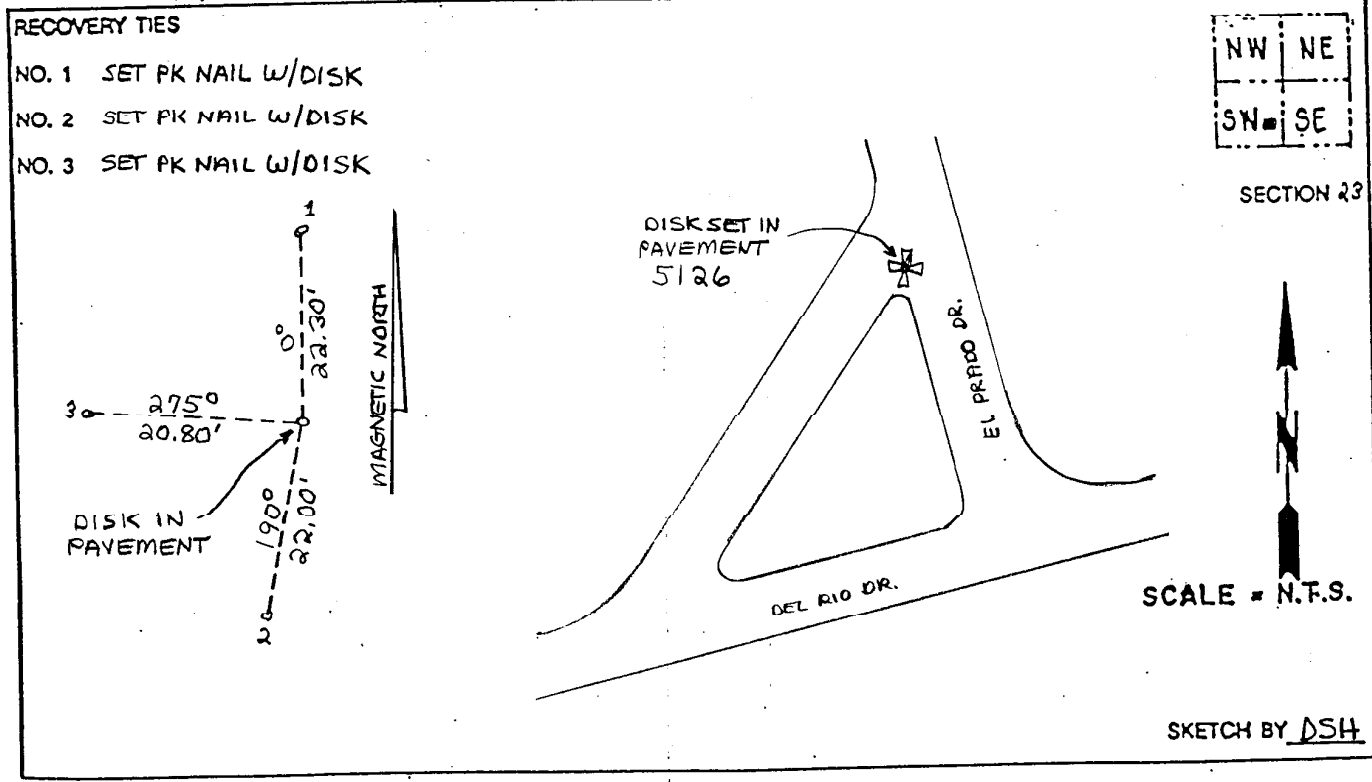 RECOVERY TIES
NO. 1 SET PK NAIL W/DISK
NO. 2 SET PK NAIL W/DISK
NO. 3 SET PK NAIL W/DISK
NW NE
SW SE
SECTION 23
1
0°
22.30'
MAGNETIC NORTH
3
275°
20.80'
DISK IN
PAVEMENT
190°
22.00'
2
DISK SET IN
PAVEMENT
5126
EL PRADO DR.
DEL RIO DR.
N
SCALE = N.T.S.
SKETCH BY DSH